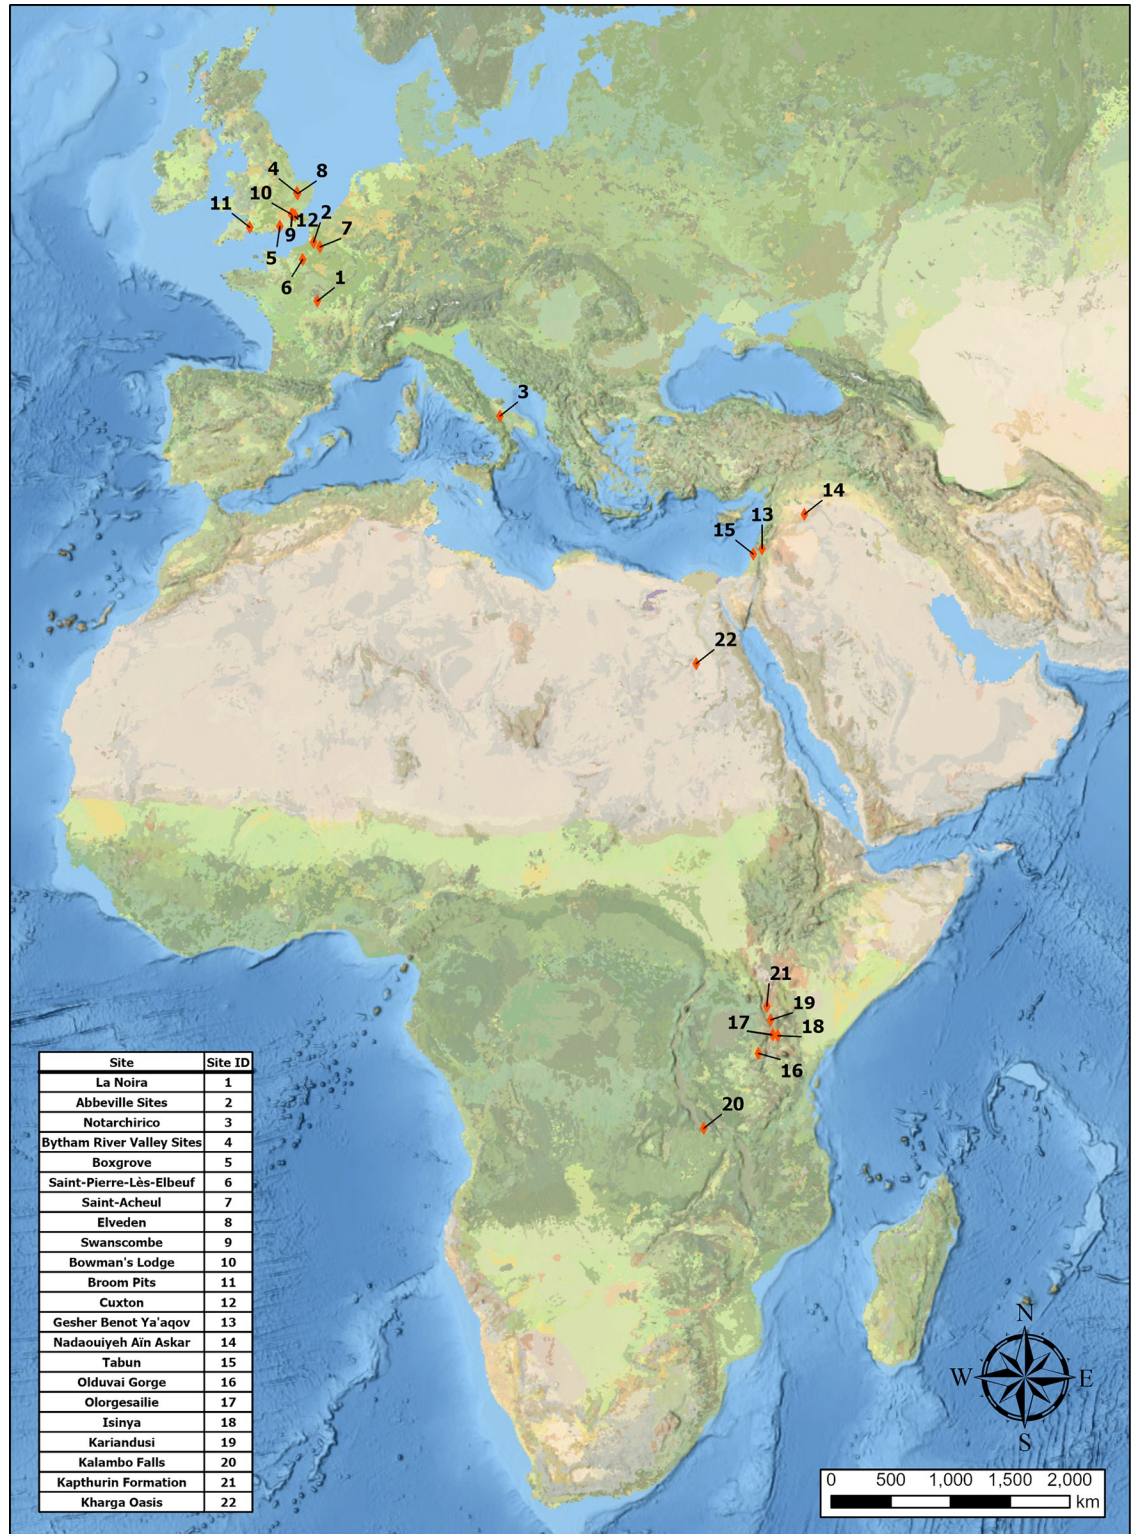 4 8
10
11 12 2
9 7
5
6 1
3
14
15 13
22
21
19
17 18
16
20
Site Site ID
La Noira 1
Abbeville Sites 2
Notarchirico 3
Bytham River Valley Sites 4
Boxgrove 5
Saint-Pierre-Lès-Elbeuf 6
Saint-Acheul 7
Elveden 8
Swanscombe 9
Bowman's Lodge 10
Broom Pits 11
Cuxton 12
Gesher Benot Ya'aqov 13
Nadaouiyeh Aïn Askar 14
Tabun 15
Olduvai Gorge 16
Olorgesailie 17
Isinya 18
Kariandusi 19
Kalambo Falls 20
Kapthurin Formation 21
Kharga Oasis 22
N
W E
S
0 500 1,000 1,500 2,000
km